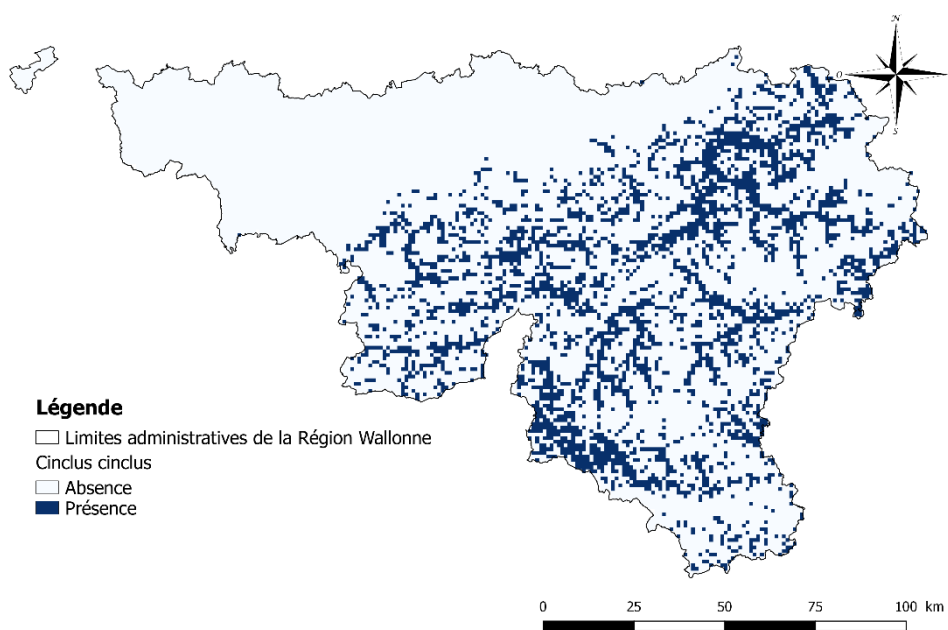 N
O
S
Légende
Limites administratives de la Région Wallonne
Cinclus cinclus
Absence
Présence
0 25 50 75 100 km